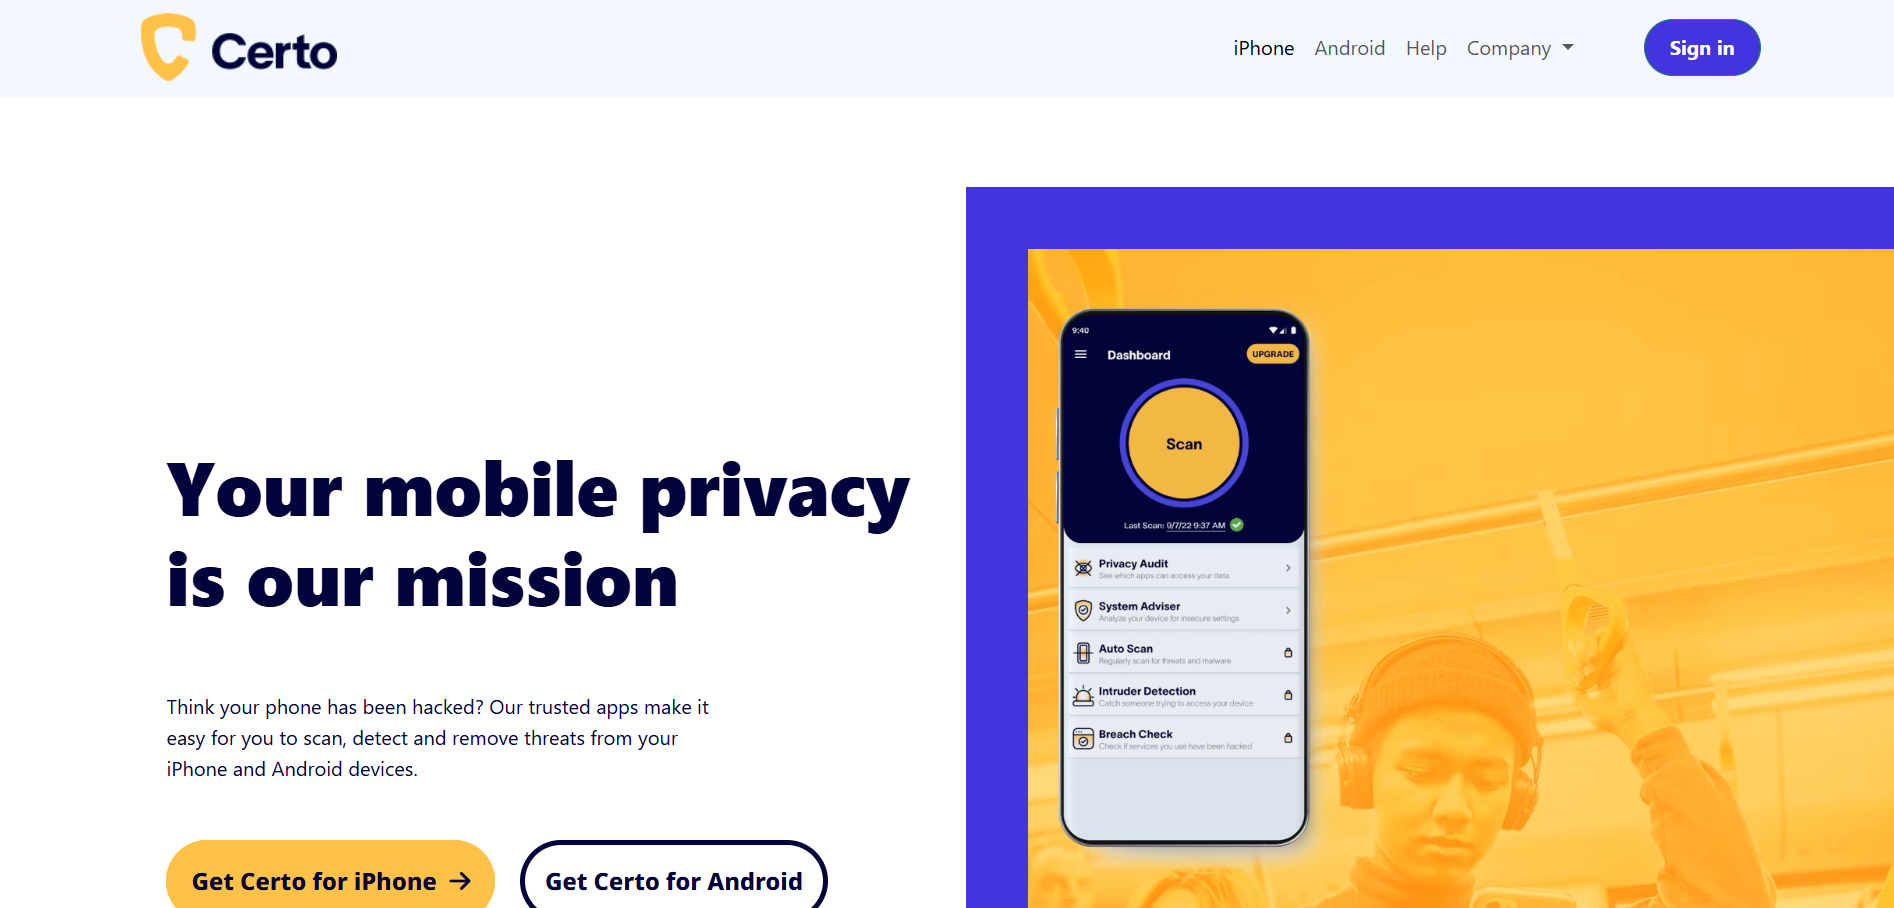 Certo
iPhone Android Help Company
Sign in
Your mobile privacy
is our mission
Think your phone has been hacked? Our trusted apps make it
easy for you to scan, detect and remove threats from your
iPhone and Android devices.
Get Certo for iPhone
Get Certo for Android
9:40
Dashboard
UPGRADE
Scan
Last Scan: 9/7/22 9:37 AM
Privacy Audit
See which apps can access your data
System Adviser
Analyze your device for insecure settings
Auto Scan
Regularly scan for threats and malware
Intruder Detection
Catch someone trying to access your device
Breach Check
Check if services you use have been hacked